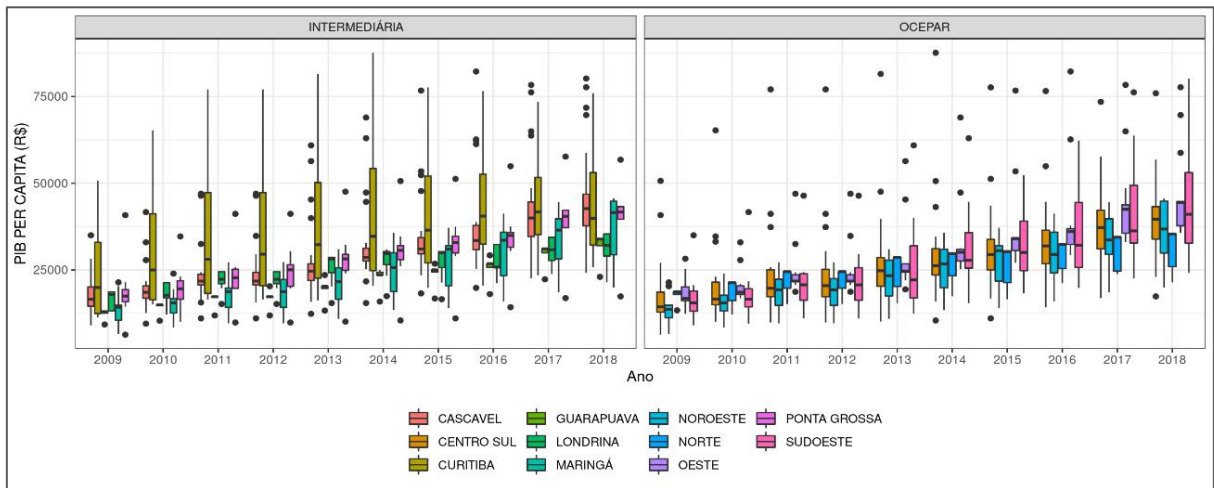 INTERMEDIÁRIA OCEPAR
PIB PER CAPITA (R$)
75000
50000
25000
2009 2010 2011 2012 2013 2014 2015 2016 2017 2018 2009 2010 2011 2012 2013 2014 2015 2016 2017 2018
Ano
CASCAVEL GUARAPUAVA NOROESTE PONTA GROSSA
CENTRO SUL LONDRINA NORTE SUDOESTE
CURITIBA MARINGÁ OESTE